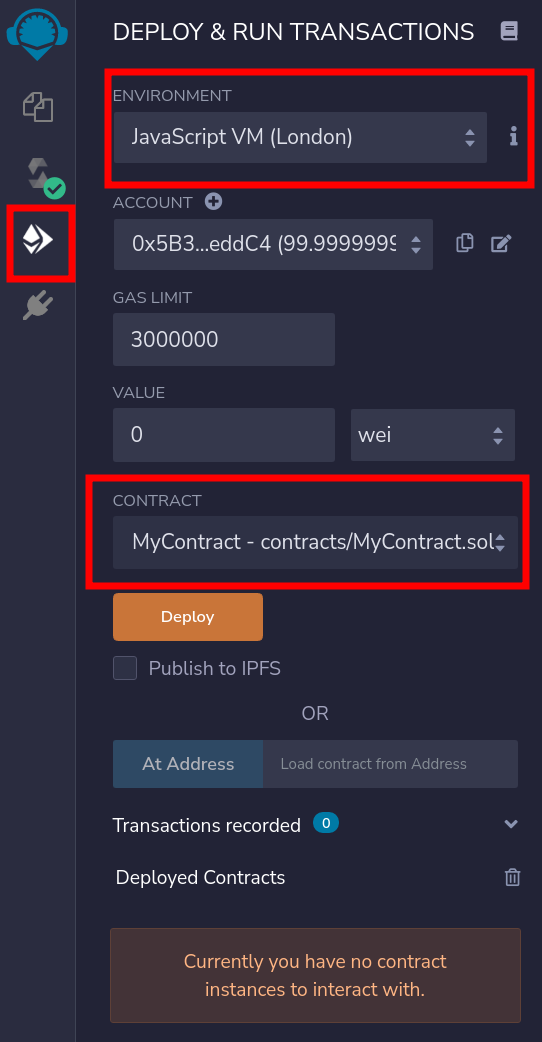 DEPLOY & RUN TRANSACTIONS
ENVIRONMENT
JavaScript VM (London)
ACCOUNT
0x5B3...eddC4 (99.9999999
GAS LIMIT
3000000
VALUE
0 wei
CONTRACT
MyContract - contracts/MyContract.sol
Deploy
Publish to IPFS
OR
At Address Load contract from Address
Transactions recorded 0
Deployed Contracts
Currently you have no contract
instances to interact with.